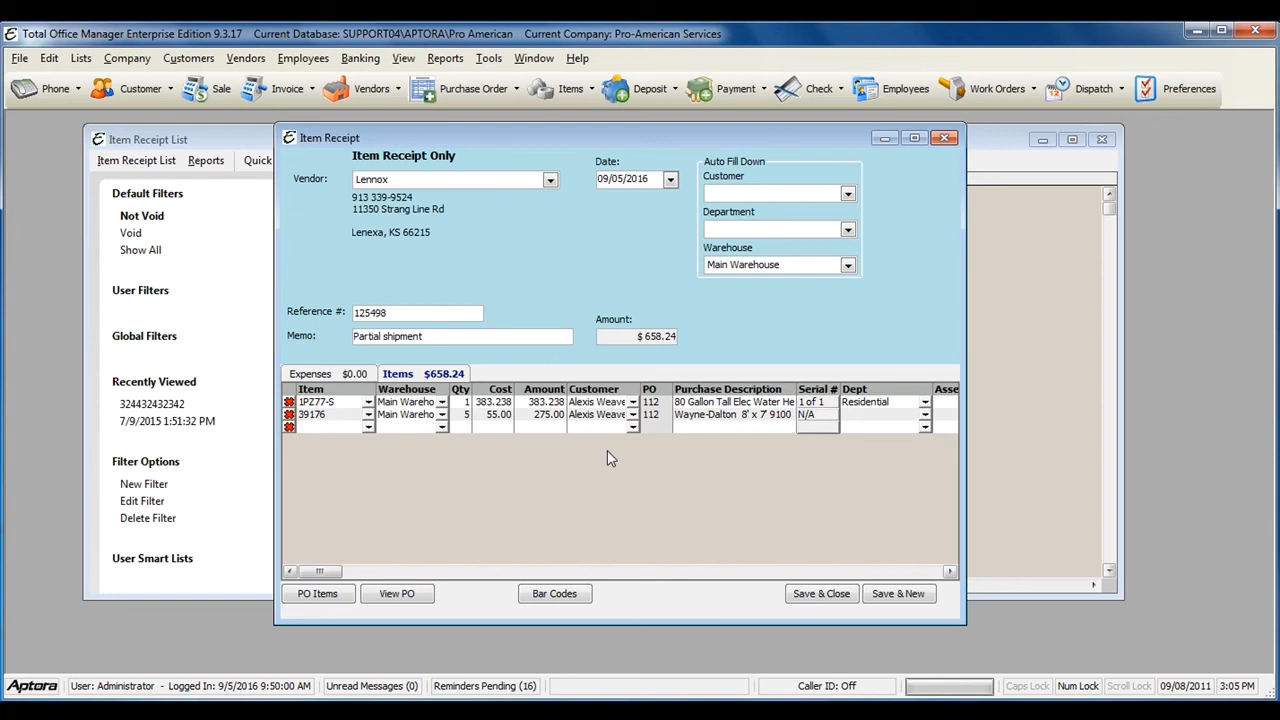 Total Office Manager Enterprise Edition 9.3.17 Current Database: SUPPORT04\APTORA\Pro American Current Company: Pro-American Services
File Edit Lists Company Customers Vendors Employees Banking View Reports Tools Window Help
Phone Customer Sale Invoice Vendors Purchase Order Items Deposit Payment Check Employees Work Orders Dispatch Preferences
Item Receipt List
Item Receipt List Reports Quick
Default Filters
Not Void
Void
Show All
User Filters
Global Filters
Recently Viewed
324432432342
7/9/2015 1:51:32 PM
Filter Options
New Filter
Edit Filter
Delete Filter
User Smart Lists
Item Receipt
Item Receipt Only
Vendor: Lennox
913 339-9524
11350 Strang Line Rd
Lenexa, KS 66215
Date:
09/05/2016
Auto Fill Down
Customer
Department
Warehouse
Main Warehouse
Reference #: 125498
Memo: Partial shipment
Amount:
$ 658.24
Expenses $0.00 Items $658.24
Item Warehouse Qty Cost Amount Customer PO Purchase Description Serial # Dept Asse
1PZ77-S Main Wareho 1 383.238 383.238 Alexis Weave 112 80 Gallon Tall Elec Water He 1 of 1 Residential
39176 Main Wareho 5 55.00 275.00 Alexis Weave 112 Wayne-Dalton 8' x 7' 9100 N/A
PO Items View PO Bar Codes Save & Close Save & New
Aptora User: Administrator - Logged In: 9/5/2016 9:50:00 AM Unread Messages (0) Reminders Pending (16) Caller ID: Off Caps Lock Num Lock Scroll Lock 09/08/2011 3:05 PM